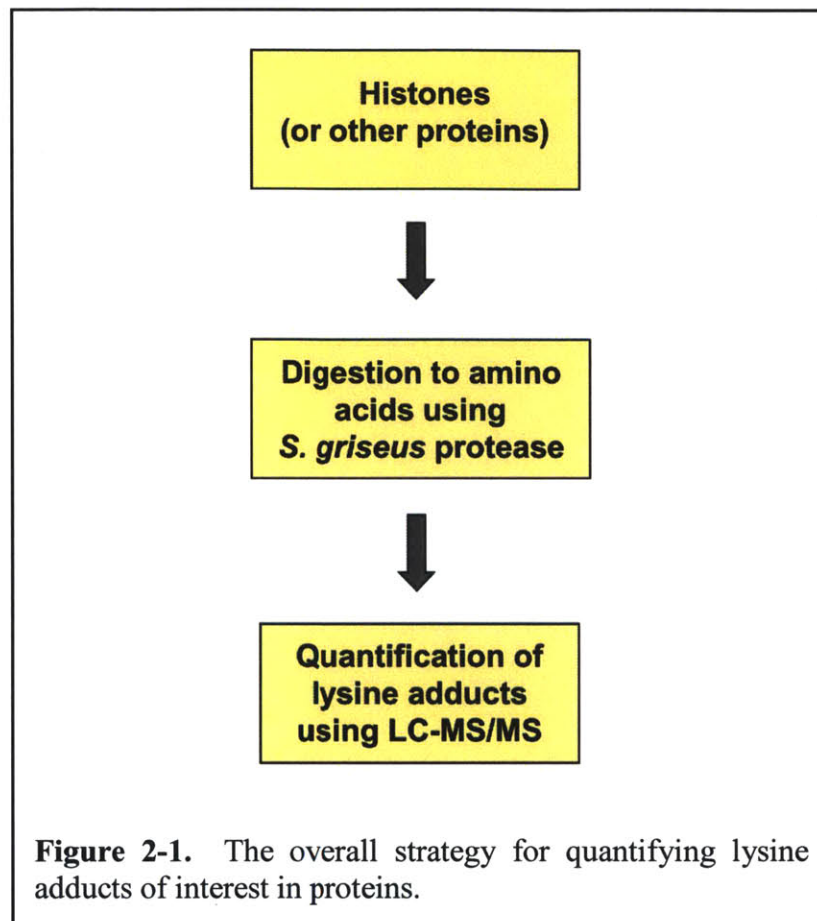 Histones
(or other proteins)
Digestion to amino
acids using
S. griseus protease
Quantification of
lysine adducts
using LC-MS/MS
Figure 2-1. The overall strategy for quantifying lysine
adducts of interest in proteins.